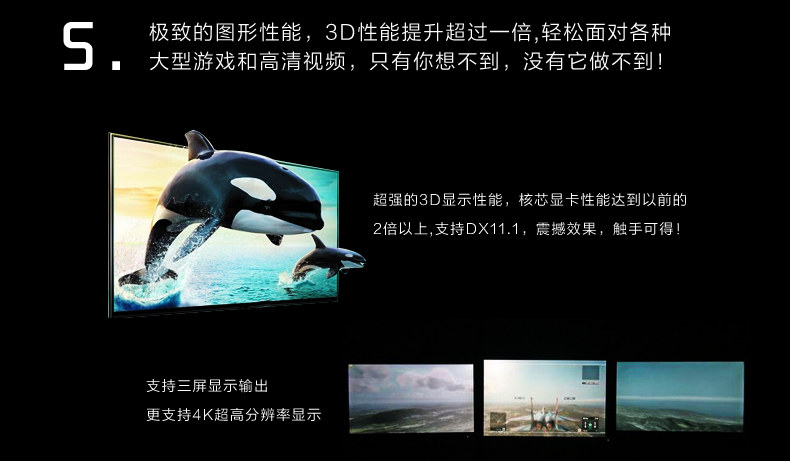 5.
极致的图形性能，3D性能提升超过一倍,轻松面对各种
大型游戏和高清视频，只有你想不到，没有它做不到！
超强的3D显示性能，核芯显卡性能达到以前的
2倍以上,支持DX11.1，震撼效果，触手可得！
支持三屏显示输出
更支持4K超高分辨率显示